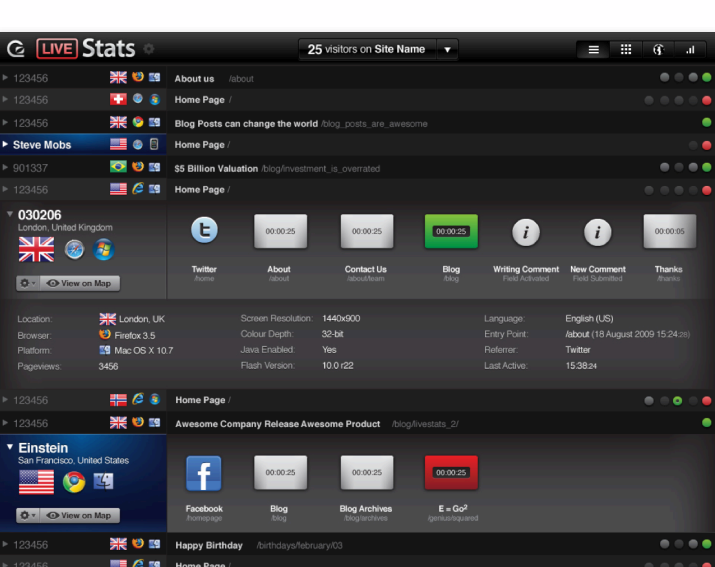 LIVE Stats
25 visitors on Site Name
123456 About us /about
123456 Home Page /
123456 Blog Posts can change the world /blog_posts_are_awesome
Steve Mobs Home Page /
901337 $5 Billion Valuation /blog/investment_is_overrated
123456 Home Page /
030206
London, United Kingdom
View on Map
00:00:25 00:00:25 00:00:25 00:00:05
Twitter About Contact Us Blog Writing Comment New Comment Thanks
/home /about /about/team /blog Field Activated Field Submitted /thanks
Location: London, UK Screen Resolution: 1440x900 Language: English (US)
Browser: Firefox 3.5 Colour Depth: 32-bit Entry Point: /about (18 August 2009 15:24:28)
Platform: Mac OS X 10.7 Java Enabled: Yes Referrer: Twitter
Pageviews: 3456 Flash Version: 10.0 r22 Last Active: 15:38:24
123456 Home Page /
123456 Awesome Company Release Awesome Product /blog/livestats_2/
Einstein
San Francisco, United States
View on Map
00:00:25 00:00:25 00:00:25
Facebook Blog Blog Archives E = Go²
/homepage /blog /blog/archives /genius/squared
123456 Happy Birthday /birthdays/february/03
123456 Home Page /